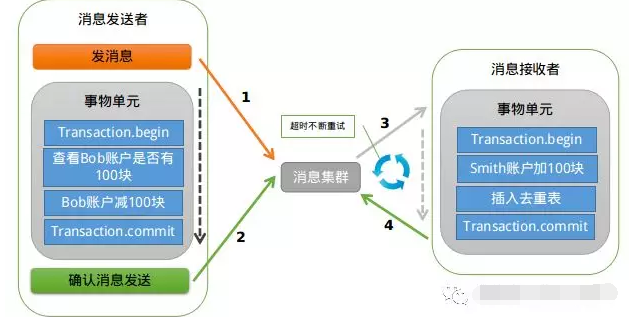 消息发送者
发消息
事物单元
Transaction.begin
查看Bob账户是否有
100块
Bob账户减100块
Transaction.commit
确认消息发送
1
2
超时不断重试
消息集群
3
4
消息接收者
事物单元
Transaction.begin
Smith账户加100块
插入去重表
Transaction.commit